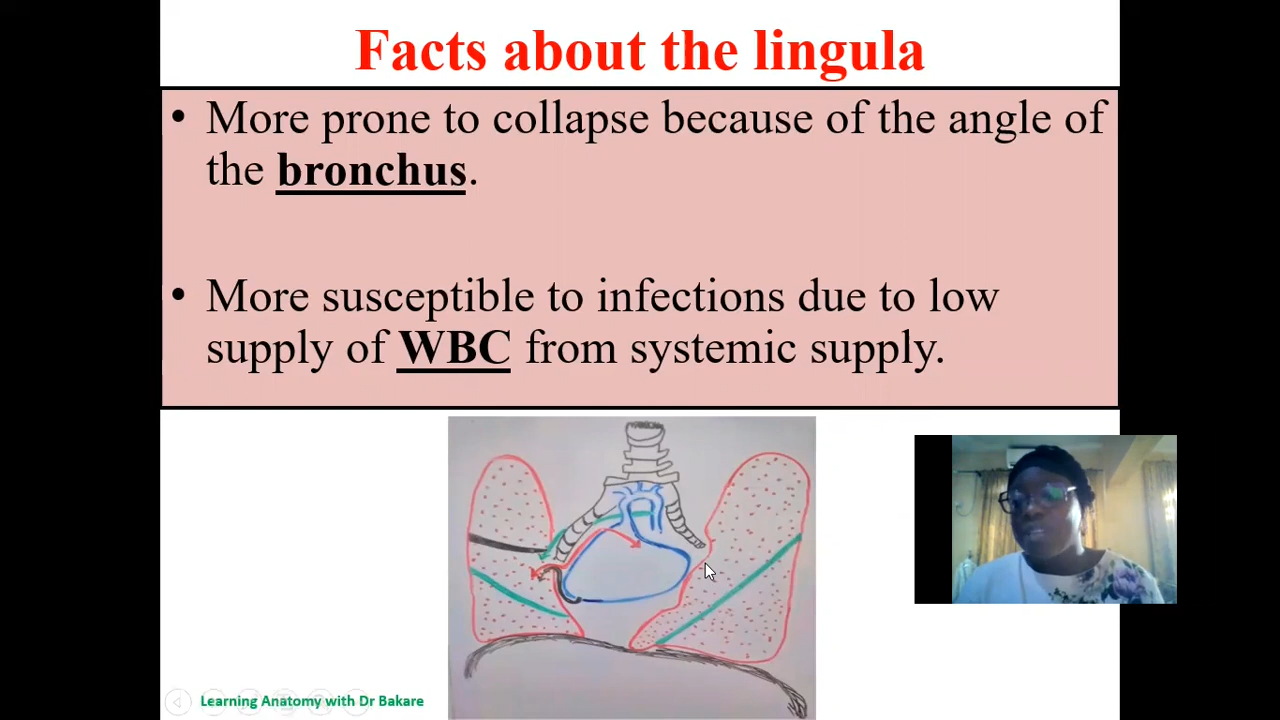 Facts about the lingula
• More prone to collapse because of the angle of
the bronchus.
• More susceptible to infections due to low
supply of WBC from systemic supply.
Learning Anatomy with Dr Bakare